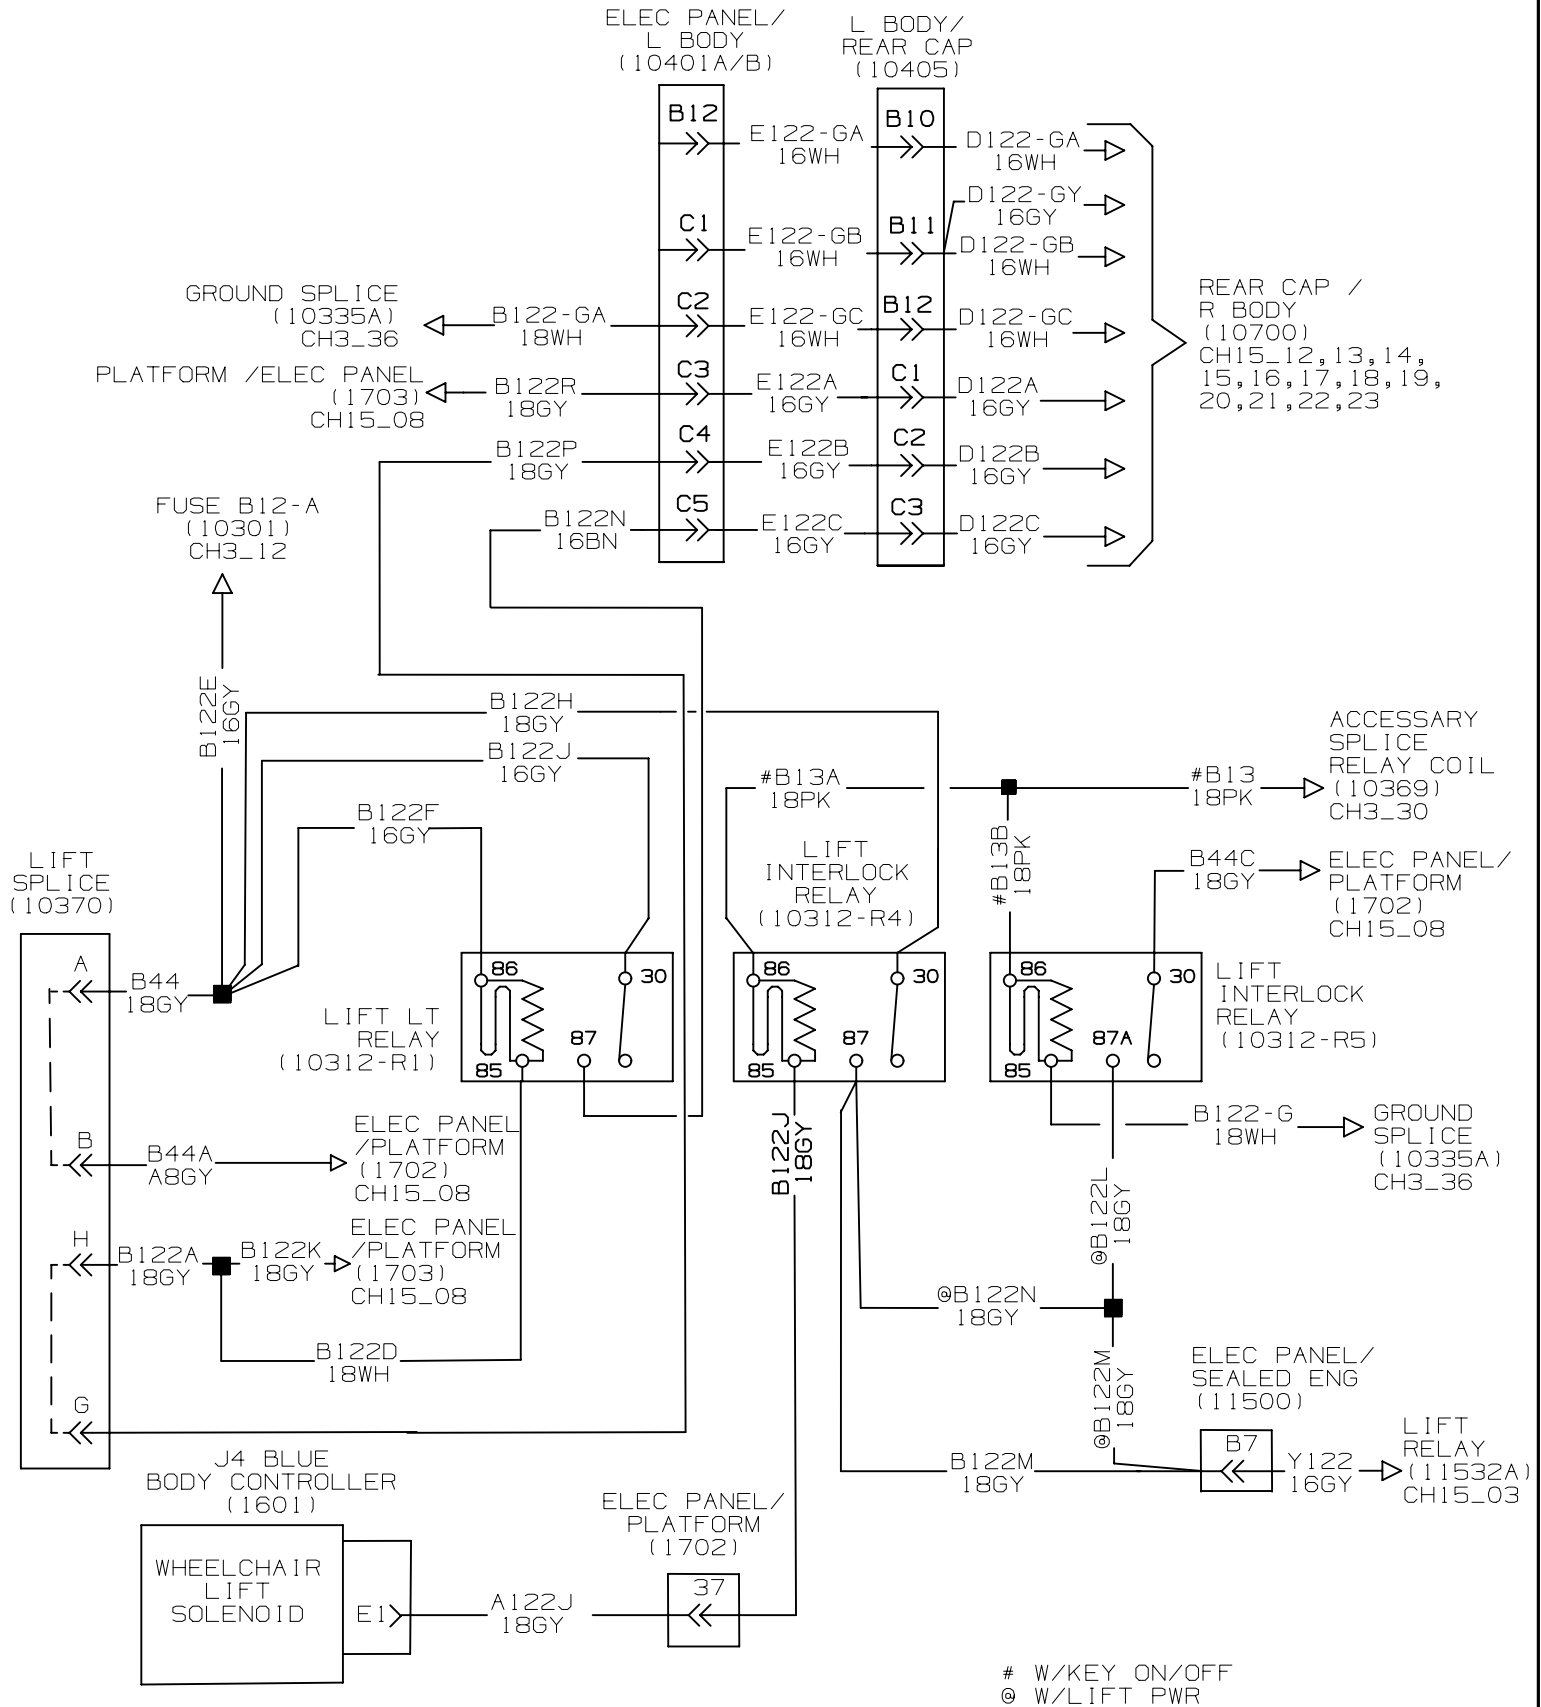 ELEC PANEL/
L BODY
(10401A/B)
L BODY/
REAR CAP
(10405)
B12
E122-GA
16WH
B10
D122-GA
16WH
D122-GY
16GY
C1
E122-GB
16WH
B11
D122-GB
16WH
GROUND SPLICE
(10335A)
CH3_36
B122-GA
18WH
C2
E122-GC
16WH
B12
D122-GC
16WH
REAR CAP /
R BODY
(10700)
CH15_12,13,14,
15,16,17,18,19,
20,21,22,23
PLATFORM /ELEC PANEL
(1703)
CH15_08
B122R
18GY
C3
E122A
16GY
C1
D122A
16GY
B122P
18GY
C4
E122B
16GY
C2
D122B
16GY
FUSE B12-A
(10301)
CH3_12
B122N
16BN
C5
E122C
16GY
C3
D122C
16GY
B122E
16GY
B122H
18GY
B122J
16GY
B122F
16GY
#B13A
18PK
#B13
18PK
ACCESSARY
SPLICE
RELAY COIL
(10369)
CH3_30
#B13B
18PK
B44C
18GY
ELEC PANEL/
PLATFORM
(1702)
CH15_08
LIFT
SPLICE
(10370)
LIFT
INTERLOCK
RELAY
(10312-R4)
A
B44
18GY
LIFT LT
RELAY
(10312-R1)
86
30
87
85
86
30
87
85
86
30
87A
85
LIFT
INTERLOCK
RELAY
(10312-R5)
B
B44A
A8GY
ELEC PANEL
/PLATFORM
(1702)
CH15_08
B122J
18GY
B122-G
18WH
GROUND
SPLICE
(10335A)
CH3_36
@B122L
18GY
H
B122A
18GY
B122K
18GY
ELEC PANEL
/PLATFORM
(1703)
CH15_08
@B122N
18GY
B122D
18WH
@B122M
18GY
ELEC PANEL/
SEALED ENG
(11500)
G
B122M
18GY
B7
Y122
16GY
LIFT
RELAY
(11532A)
CH15_03
J4 BLUE
BODY CONTROLLER
(1601)
WHEELCHAIR
LIFT
SOLENOID
E1
A122J
18GY
ELEC PANEL/
PLATFORM
(1702)
37
# W/KEY ON/OFF
@ W/LIFT PWR